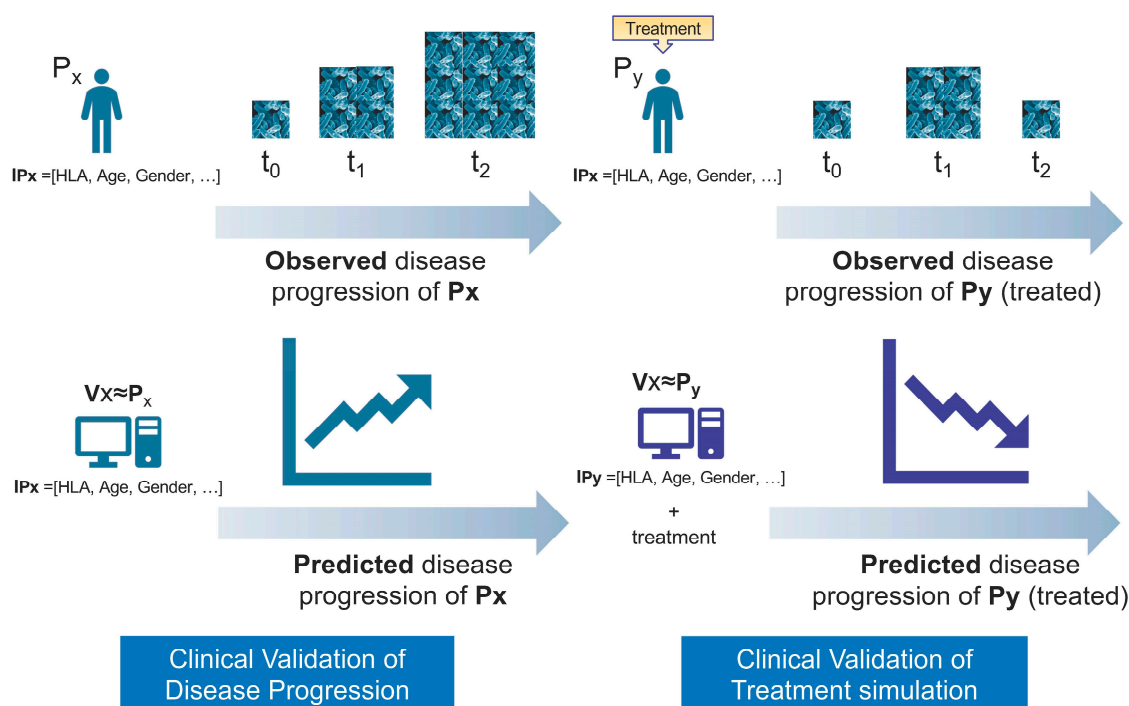 Treatment
Px
Py
t0
t1
t2
t0
t1
t2
IPx =[HLA, Age, Gender, ...]
IPx =[HLA, Age, Gender, ...]
Observed disease
progression of Px
Observed disease
progression of Py (treated)
Vx≈Px
IPx =[HLA, Age, Gender, ...]
Vx≈Py
IPy =[HLA, Age, Gender, ...]
+
treatment
Predicted disease
progression of Px
Predicted disease
progression of Py (treated)
Clinical Validation of
Disease Progression
Clinical Validation of
Treatment simulation